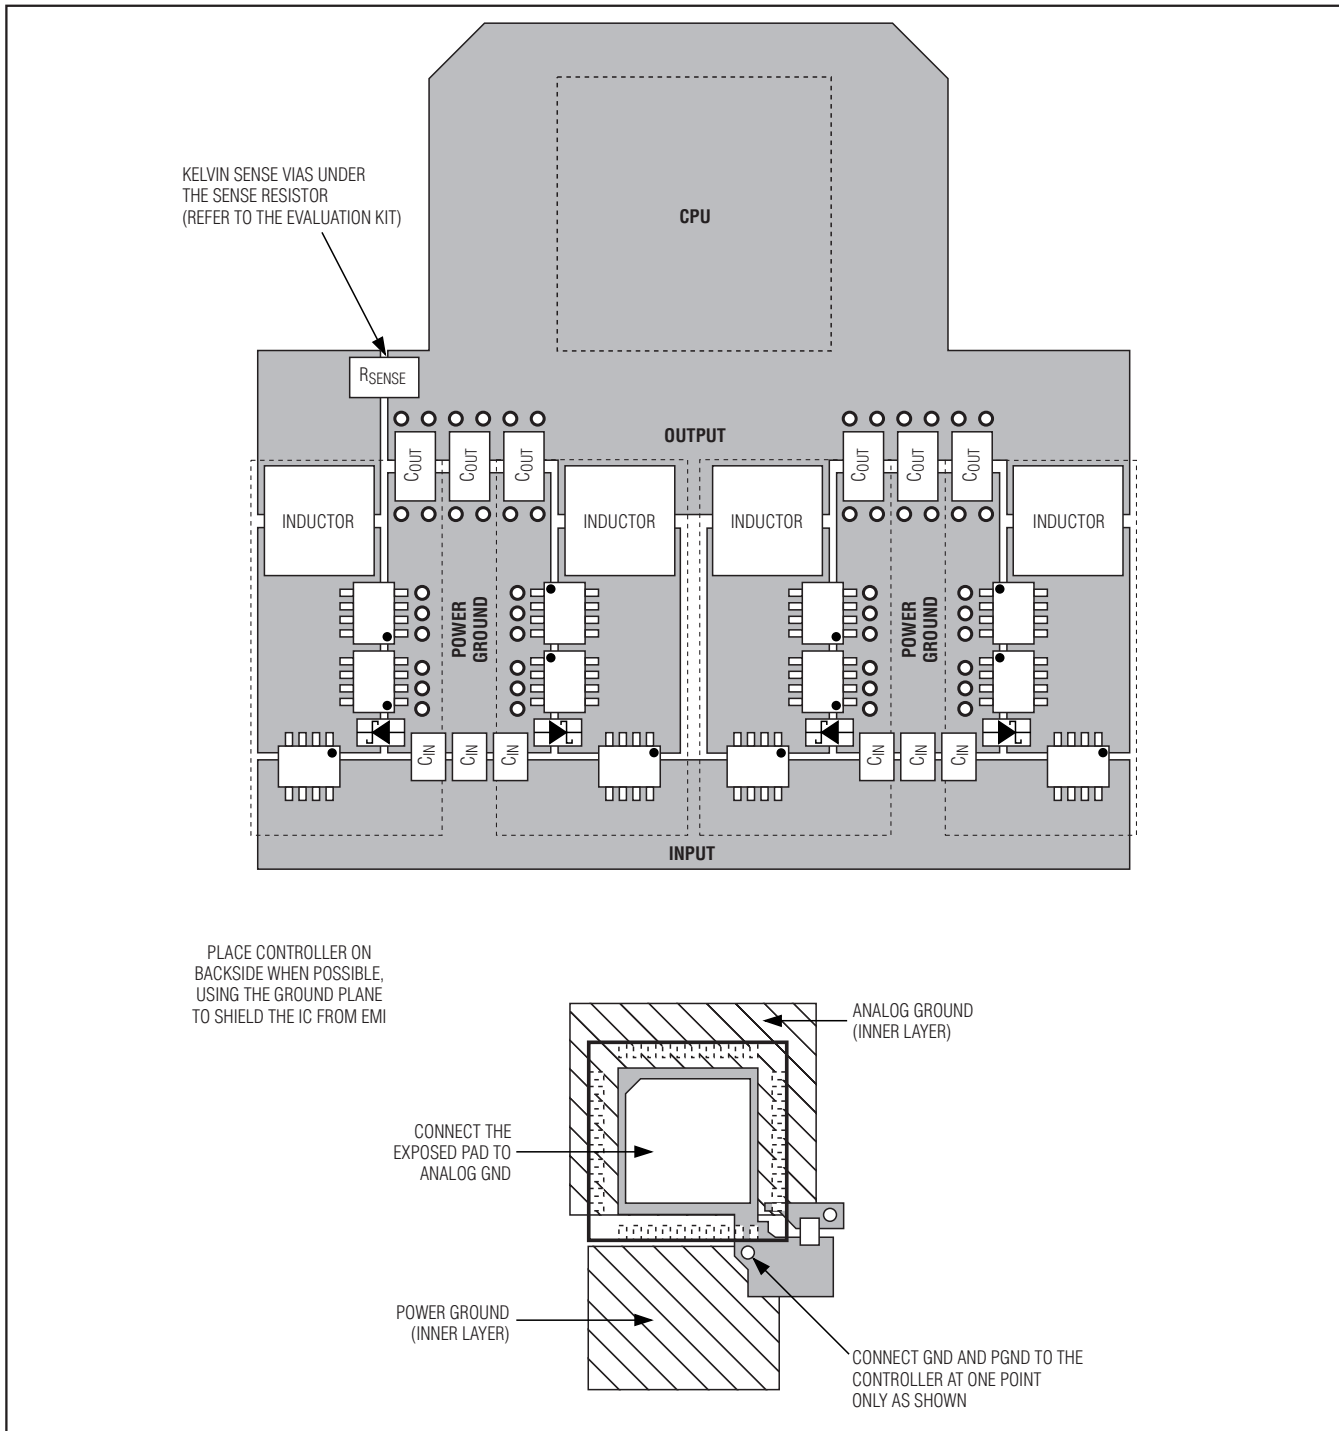 KELVIN SENSE VIAS UNDER
THE SENSE RESISTOR
(REFER TO THE EVALUATION KIT)
CPU
RSENSE
OUTPUT
COUT
COUT
COUT
COUT
COUT
COUT
INDUCTOR
INDUCTOR
INDUCTOR
INDUCTOR
POWER
GROUND
POWER
GROUND
CIN
CIN
CIN
CIN
CIN
CIN
INPUT
PLACE CONTROLLER ON
BACKSIDE WHEN POSSIBLE,
USING THE GROUND PLANE
TO SHIELD THE IC FROM EMI
ANALOG GROUND
(INNER LAYER)
CONNECT THE
EXPOSED PAD TO
ANALOG GND
POWER GROUND
(INNER LAYER)
CONNECT GND AND PGND TO THE
CONTROLLER AT ONE POINT
ONLY AS SHOWN